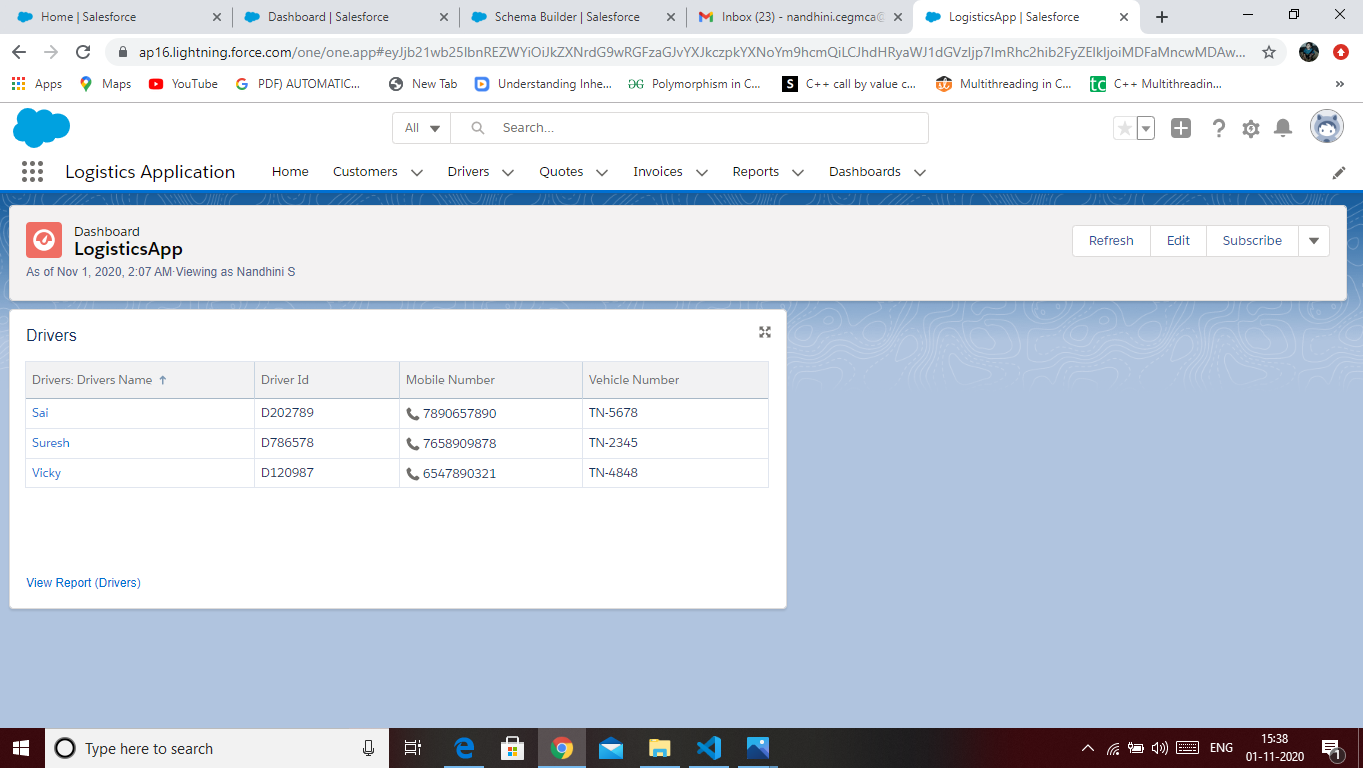 Home | Salesforce
Dashboard | Salesforce
Schema Builder | Salesforce
Inbox (23) - nandhini.cegmca@
LogisticsApp | Salesforce
ap16.lightning.force.com
Apps
Maps
YouTube
PDF) AUTOMATIC...
New Tab
Understanding Inhe...
Polymorphism in C...
C++ call by value c...
Multithreading in C...
C++ Multithreadin...
All
Search...
Logistics Application
Home
Customers
Drivers
Quotes
Invoices
Reports
Dashboards
Dashboard
LogisticsApp
As of Nov 1, 2020, 2:07 AM·Viewing as Nandhini S
Refresh
Edit
Subscribe
Drivers
Drivers: Drivers Name ↑ Driver Id Mobile Number Vehicle Number
Sai D202789 7890657890 TN-5678
Suresh D786578 7658909878 TN-2345
Vicky D120987 6547890321 TN-4848
View Report (Drivers)
Type here to search
ENG
15:38
01-11-2020
1